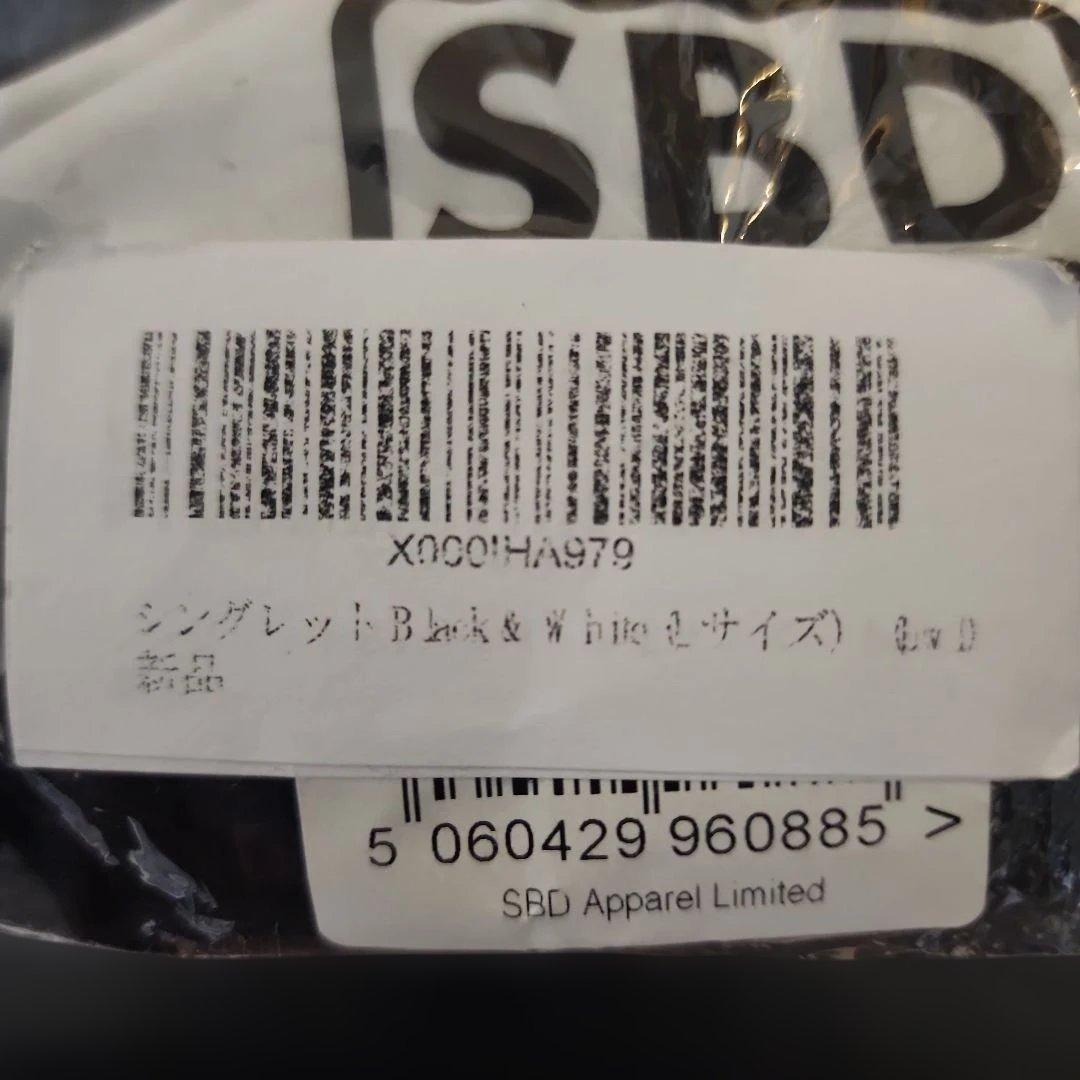 SBD
X000IHA979
シングレット Black & White (Lサイズ)
新品
5 060429 960885 >
SBD Apparel Limited